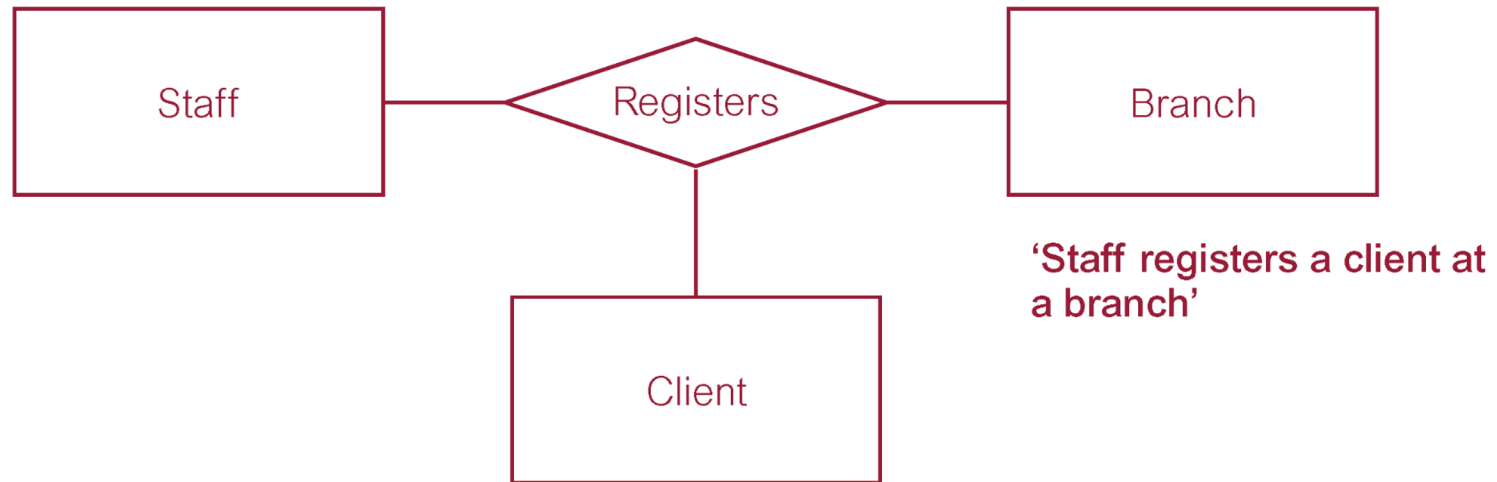 Staff
Registers
Branch
‘Staff registers a client at
a branch’
Client